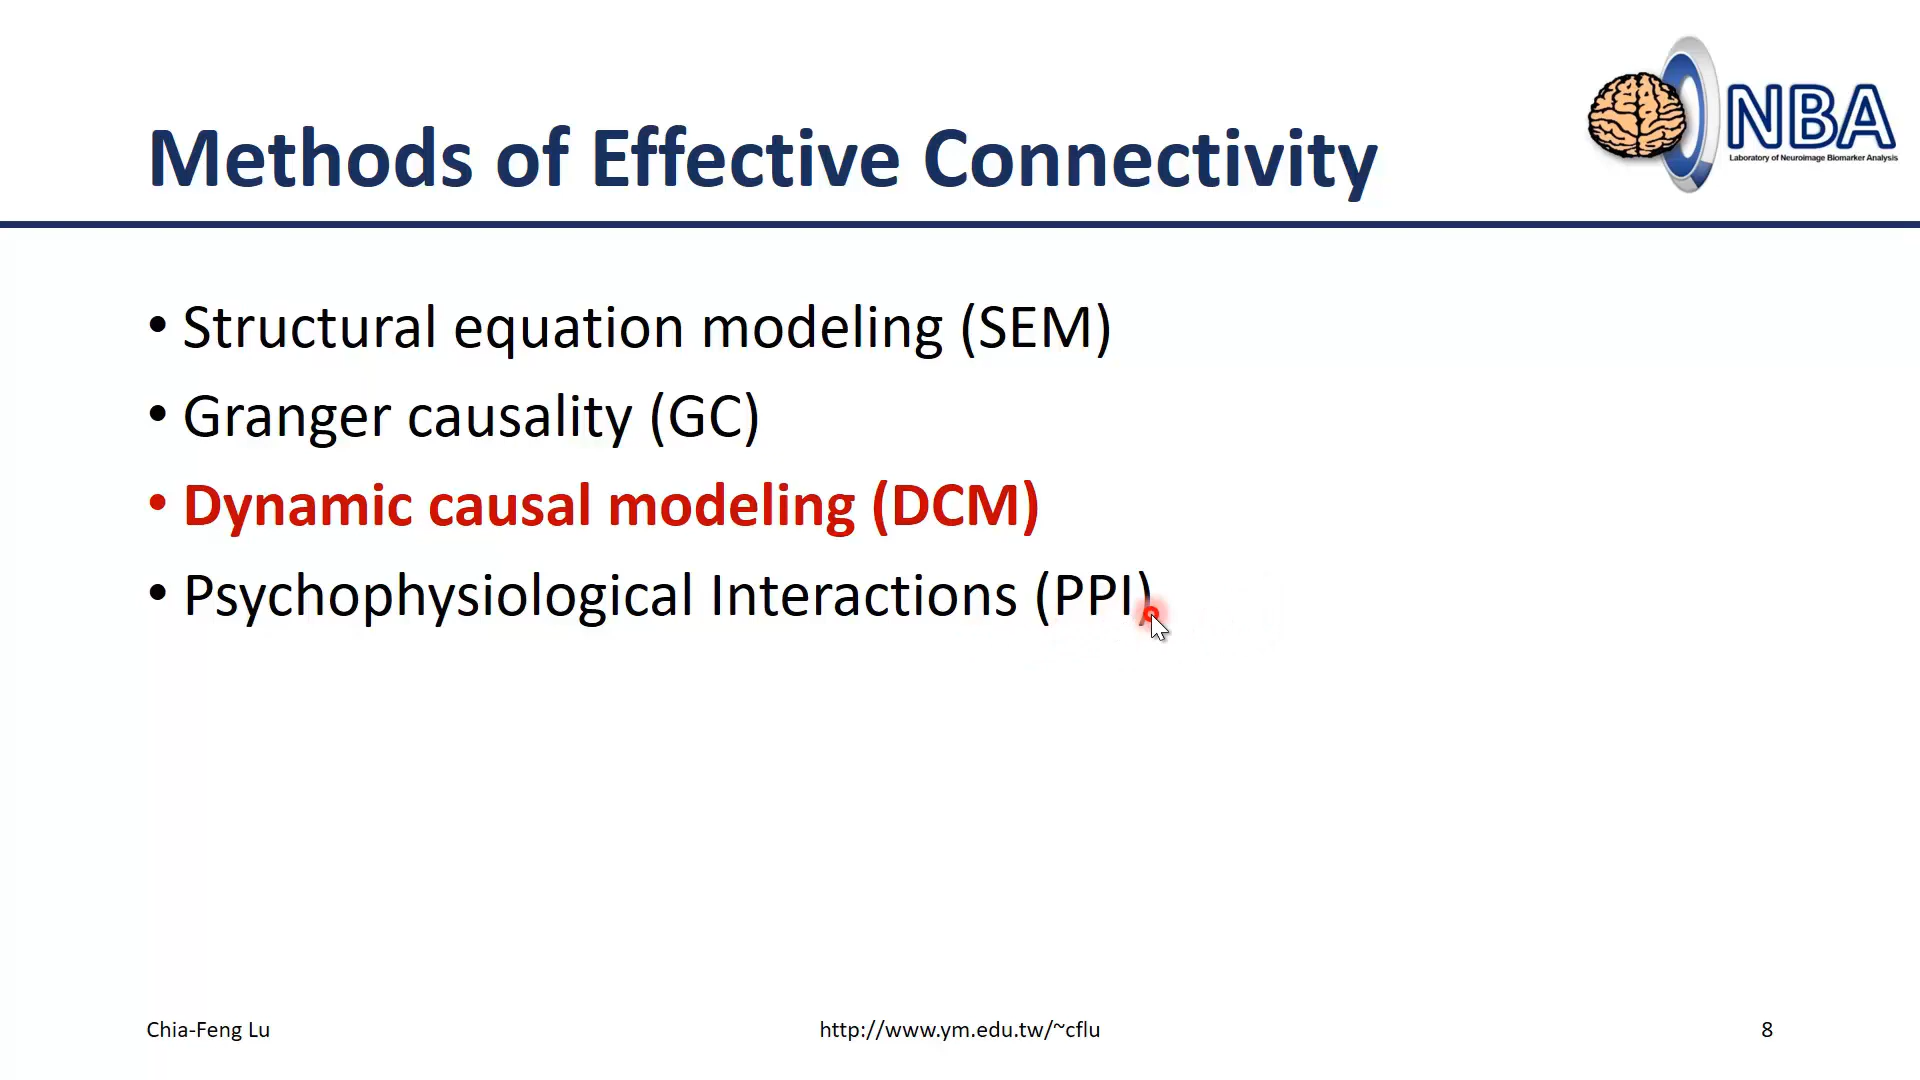 NBA
Laboratory of Neuroimage Biomarker Analysis
Methods of Effective Connectivity
• Structural equation modeling (SEM)
• Granger causality (GC)
• Dynamic causal modeling (DCM)
• Psychophysiological Interactions (PPI)
Chia-Feng Lu
http://www.ym.edu.tw/~cflu
8